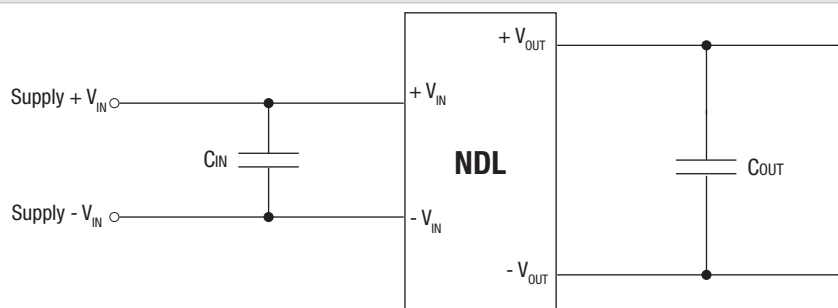 + VOUT
Supply + VIN
+ VIN
CIN
NDL
COUT
Supply - VIN
- VIN
- VOUT